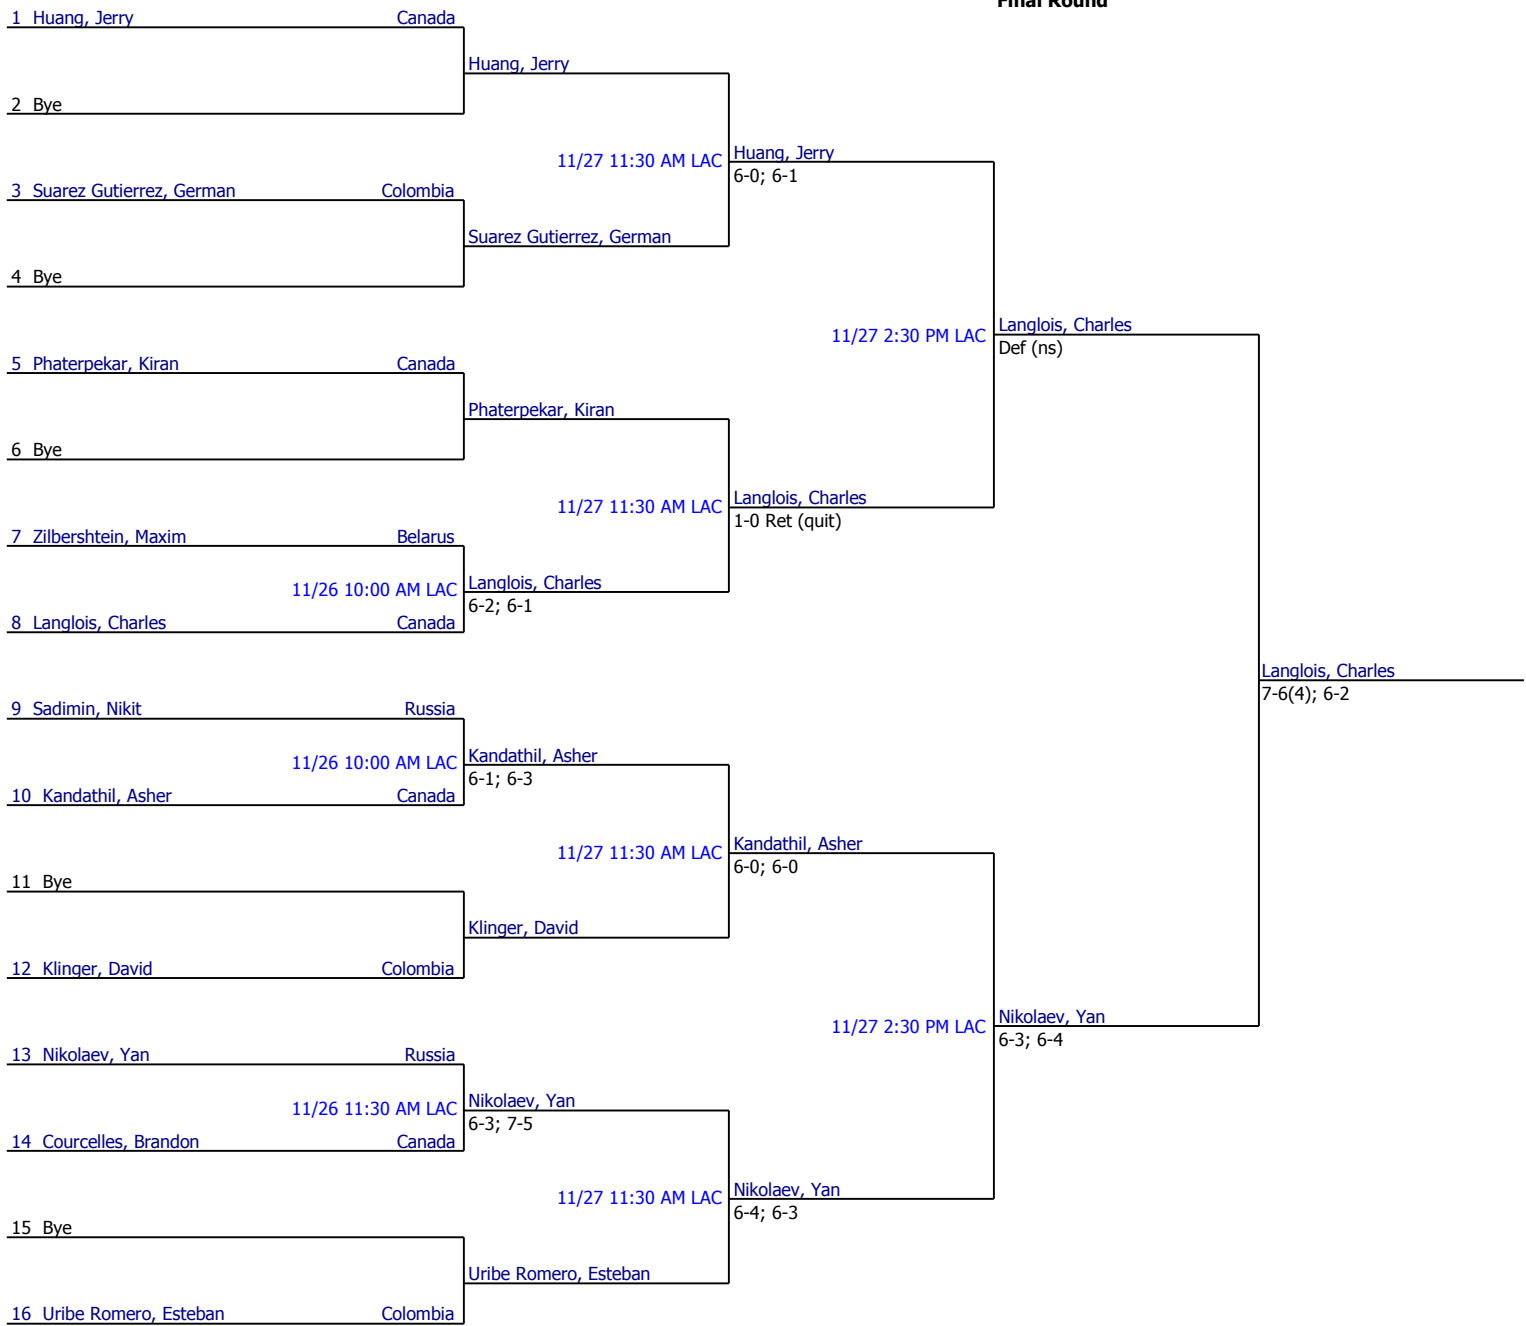 Final Round
1 Huang, Jerry Canada
Huang, Jerry
2 Bye
11/27 11:30 AM LAC Huang, Jerry
6-0; 6-1
3 Suarez Gutierrez, German Colombia
Suarez Gutierrez, German
4 Bye
11/27 2:30 PM LAC Langlois, Charles
Def (ns)
5 Phaterpekar, Kiran Canada
Phaterpekar, Kiran
6 Bye
11/27 11:30 AM LAC Langlois, Charles
1-0 Ret (quit)
7 Zilbershtein, Maxim Belarus
11/26 10:00 AM LAC Langlois, Charles
6-2; 6-1
8 Langlois, Charles Canada
Langlois, Charles
7-6(4); 6-2
9 Sadimin, Nikit Russia
11/26 10:00 AM LAC Kandathil, Asher
6-1; 6-3
10 Kandathil, Asher Canada
11/27 11:30 AM LAC Kandathil, Asher
6-0; 6-0
11 Bye
Klinger, David
12 Klinger, David Colombia
11/27 2:30 PM LAC Nikolaev, Yan
6-3; 6-4
13 Nikolaev, Yan Russia
11/26 11:30 AM LAC Nikolaev, Yan
6-3; 7-5
14 Courcelles, Brandon Canada
11/27 11:30 AM LAC Nikolaev, Yan
6-4; 6-3
15 Bye
Uribe Romero, Esteban
16 Uribe Romero, Esteban Colombia